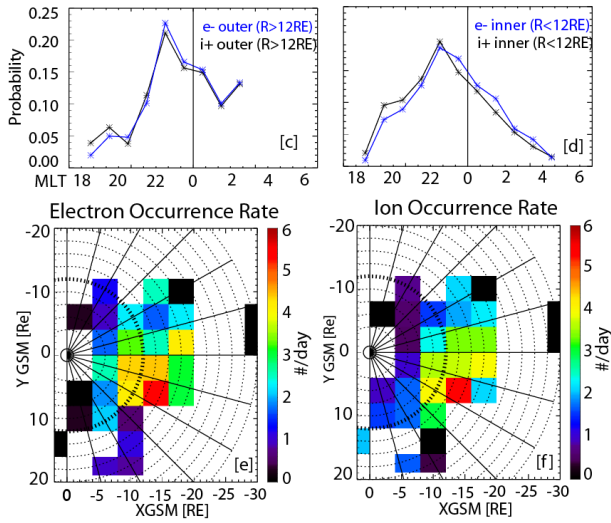 e- outer (R>12RE)
i+ outer (R>12RE)
e- inner (R<12RE)
i+ inner (R<12RE)
Probability
0.20
0.15
0.10
0.05
0.00
0.25
[c]
[d]
MLT 18 20 22 0 2 4 6
18 20 22 0 2 4 6
Electron Occurrence Rate
Ion Occurrence Rate
Y GSM [Re]
-20
-10
0
10
20
[e]
0 -5 -10 -15 -20 -25 -30
XGSM [RE]
6
5
4
3
2
1
0
#/day
Y GSM [Re]
-20
-10
0
10
20
[f]
0 -5 -10 -15 -20 -25 -30
XGSM [RE]
6
5
4
3
2
1
0
#/day